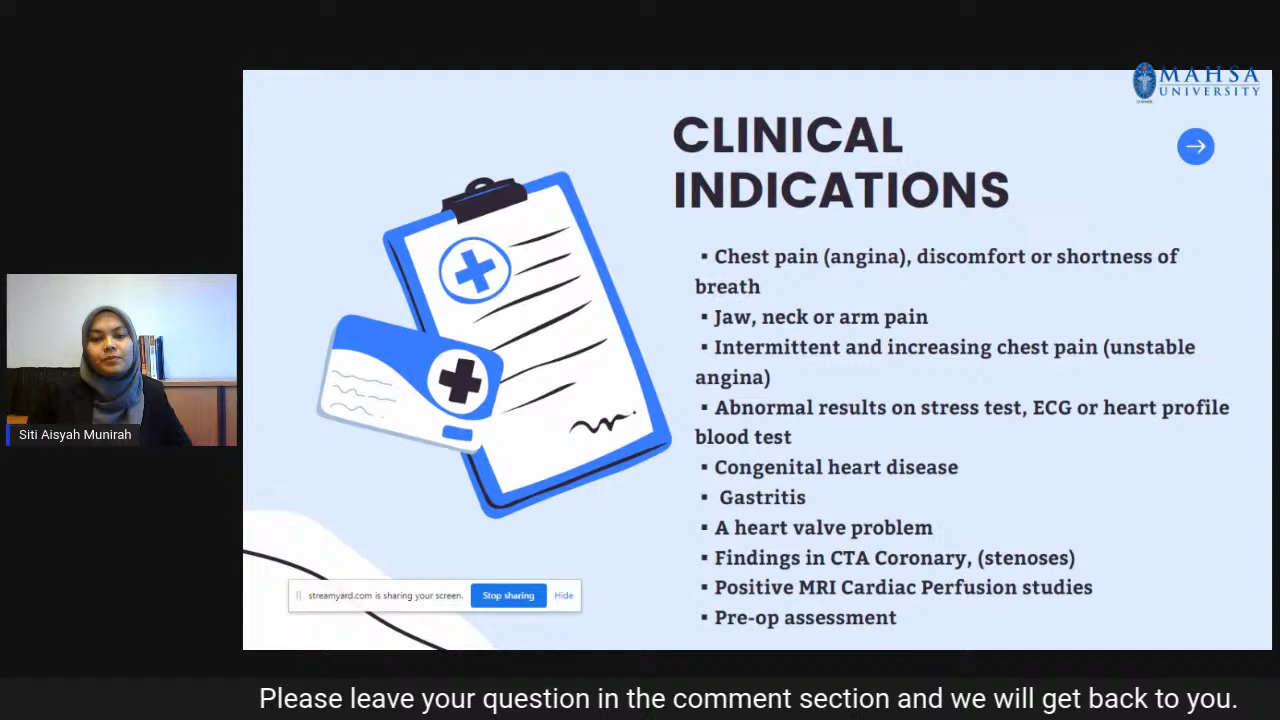 MAHSA
UNIVERSITY
CLINICAL
INDICATIONS
▪ Chest pain (angina), discomfort or shortness of
breath
▪ Jaw, neck or arm pain
▪ Intermittent and increasing chest pain (unstable
angina)
▪ Abnormal results on stress test, ECG or heart profile
blood test
▪ Congenital heart disease
▪ Gastritis
▪ A heart valve problem
▪ Findings in CTA Coronary, (stenoses)
▪ Positive MRI Cardiac Perfusion studies
▪ Pre-op assessment
Siti Aisyah Munirah
streamyard.com is sharing your screen. Stop sharing Hide
Please leave your question in the comment section and we will get back to you.